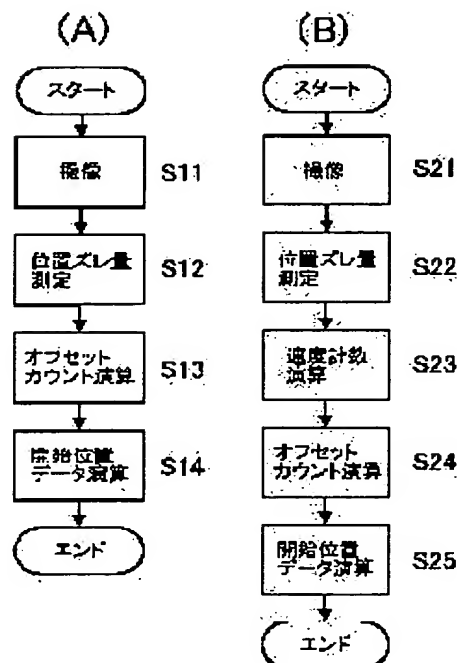 (A)
スタート
撮像
S11
位置ズレ量
測定
S12
オフセット
カウント演算
S13
開始位置
データ演算
S14
エンド
(B)
スタート
撮像
S21
位置ズレ量
測定
S22
速度計数
演算
S23
オフセット
カウント演算
S24
開始位置
データ演算
S25
エンド